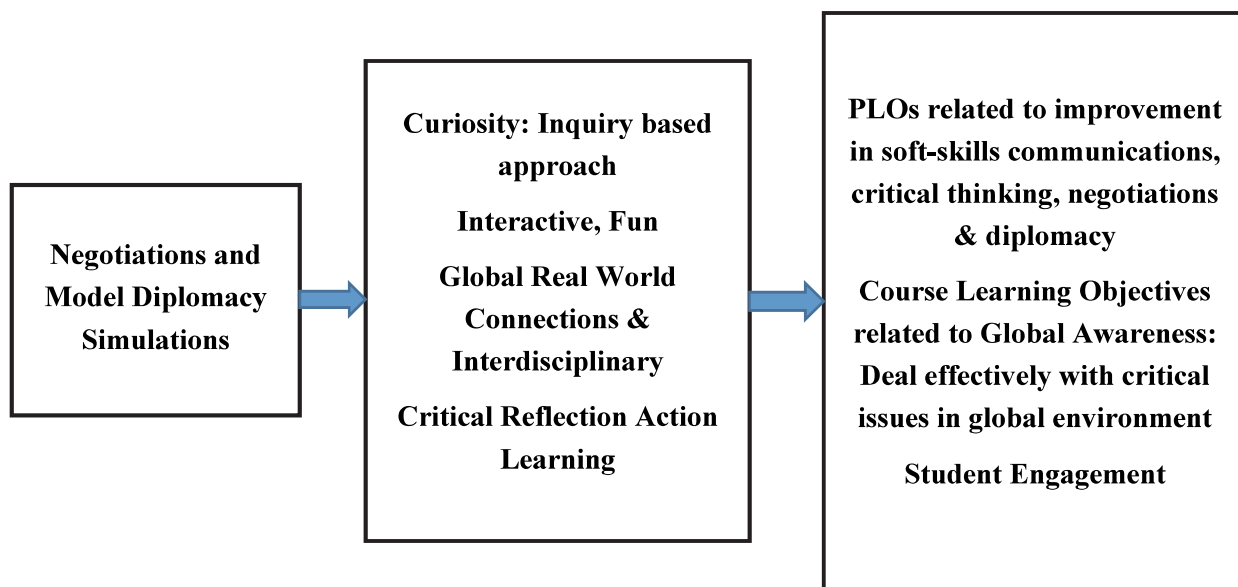 Negotiations and
Model Diplomacy
Simulations
Curiosity: Inquiry based
approach
Interactive, Fun
Global Real World
Connections &
Interdisciplinary
Critical Reflection Action
Learning
PLOs related to improvement
in soft-skills communications,
critical thinking, negotiations
& diplomacy
Course Learning Objectives
related to Global Awareness:
Deal effectively with critical
issues in global environment
Student Engagement